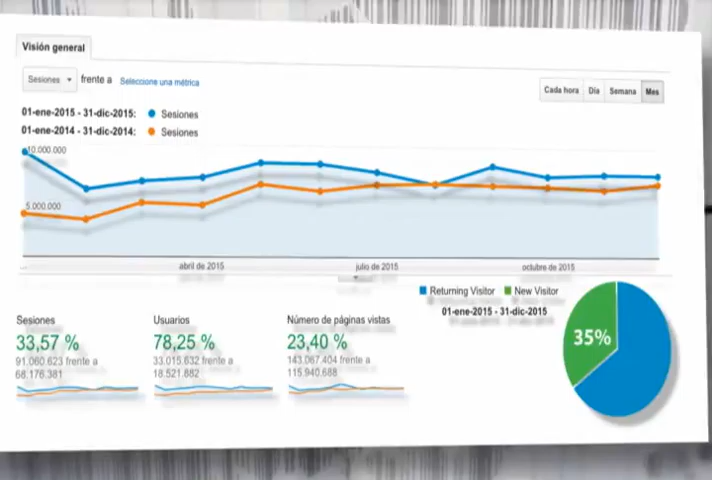 Visión general
Sesiones frente a Seleccione una métrica
Cada hora Día Semana Mes
01-ene-2015 - 31-dic-2015: Sesiones
01-ene-2014 - 31-dic-2014: Sesiones
10.000.000
5.000.000
... abril de 2015 julio de 2015 octubre de 2015
Returning Visitor New Visitor
01-ene-2015 - 31-dic-2015
35%
Sesiones Usuarios Número de páginas vistas
33,57 % 78,25 % 23,40 %
91.060.623 frente a 33.015.632 frente a 143.067.404 frente a
68.176.381 18.521.882 115.940.688